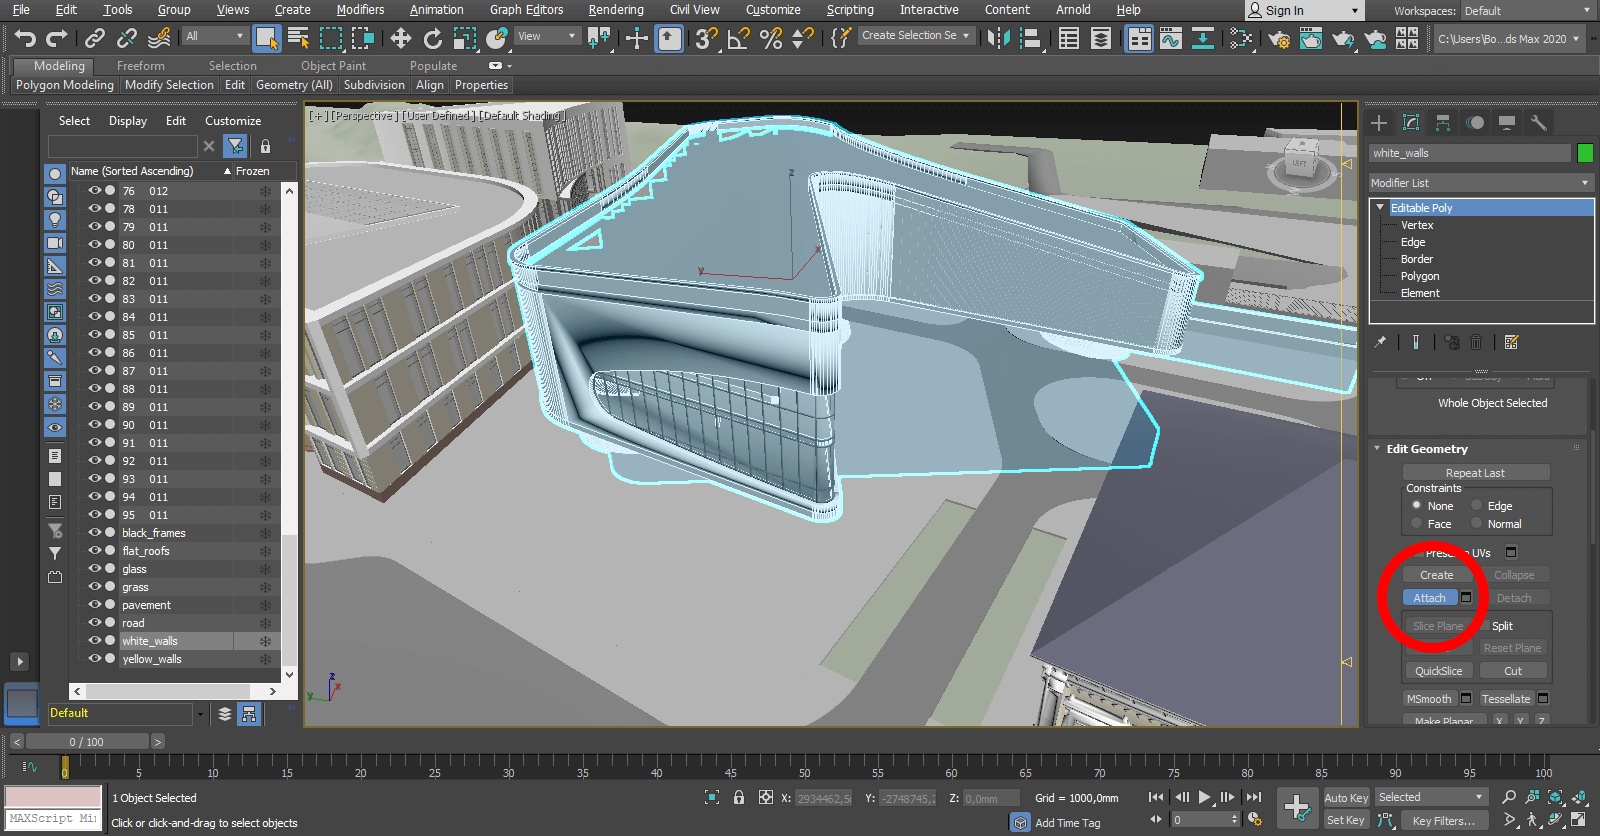 File Edit Tools Group Views Create Modifiers Animation Graph Editors Rendering Civil View Customize Scripting Interactive Content Arnold Help Sign In Workspaces: Default
All View Create Selection Se C:\Users\Bo...ds Max 2020
Modeling Freeform Selection Object Paint Populate
Polygon Modeling Modify Selection Edit Geometry (All) Subdivision Align Properties
Select Display Edit Customize
[+] [Perspective] [User Defined] [Default Shading]
Name (Sorted Ascending) Frozen
76 012
78 011
79 011
80 011
81 011
82 011
83 011
84 011
85 011
86 011
87 011
88 011
89 011
90 011
91 011
92 011
93 011
94 011
95 011
black_frames
flat_roofs
glass
grass
pavement
road
white_walls
yellow_walls
Default
z
x
y
LEFT
z
x
y
white_walls
Modifier List
Editable Poly
Vertex
Edge
Border
Polygon
Element
Whole Object Selected
Edit Geometry
Repeat Last
Constraints
None Edge
Face Normal
Preserve UVs
Create Collapse
Attach Detach
Slice Plane Split
Reset Plane
QuickSlice Cut
MSmooth Tessellate
Make Planar X Y Z
0 / 100
0 5 10 15 20 25 30 35 40 45 50 55 60 65 70 75 80 85 90 95 100
1 Object Selected X: 2934462,5 Y: -2748745, Z: 0,0mm Grid = 1000,0mm Auto Key Selected
MAXScript Mi Click or click-and-drag to select objects Add Time Tag 0 Set Key Key Filters...